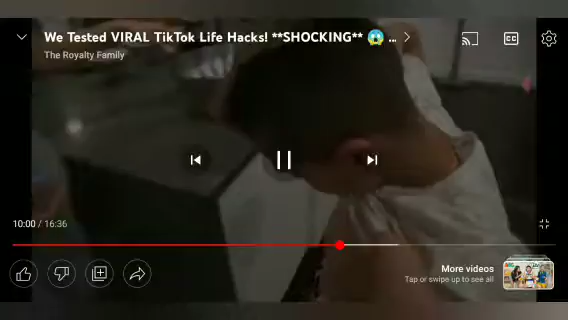 We Tested VIRAL TikTok Life Hacks! **SHOCKING** 😱 ...
The Royalty Family
CC
10:00 / 16:36
More videos
Tap or swipe up to see all